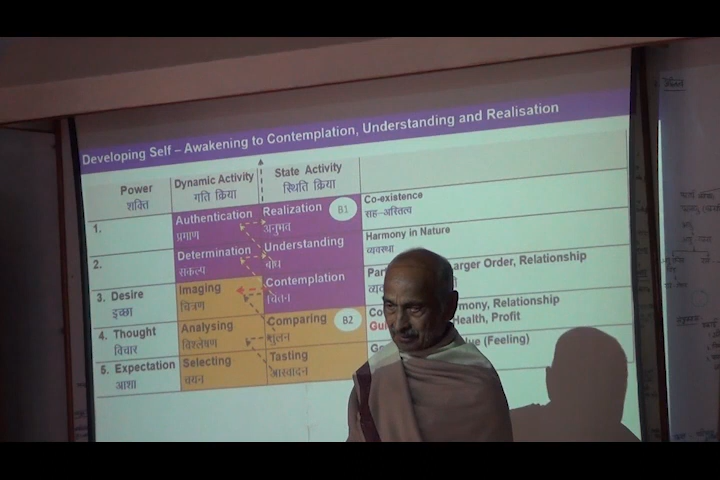 Developing Self – Awakening to Contemplation, Understanding and Realisation
Power Dynamic Activity State Activity
शक्ति गति क्रिया स्थिति क्रिया
1. Authentication Realization B1 Co-existence
प्रमाण अनुभव सह-अस्तित्व
2. Determination Understanding Harmony in Nature
संकल्प बोध व्यवस्था
3. Desire Imaging Contemplation Order, Relationship
इच्छा चित्रण चिंतन
4. Thought Analysing Comparing B2 Relationship
विचार विश्लेषण तुलन Health, Profit
5. Expectation Selecting Tasting (Feeling)
आशा चयन आस्वादन